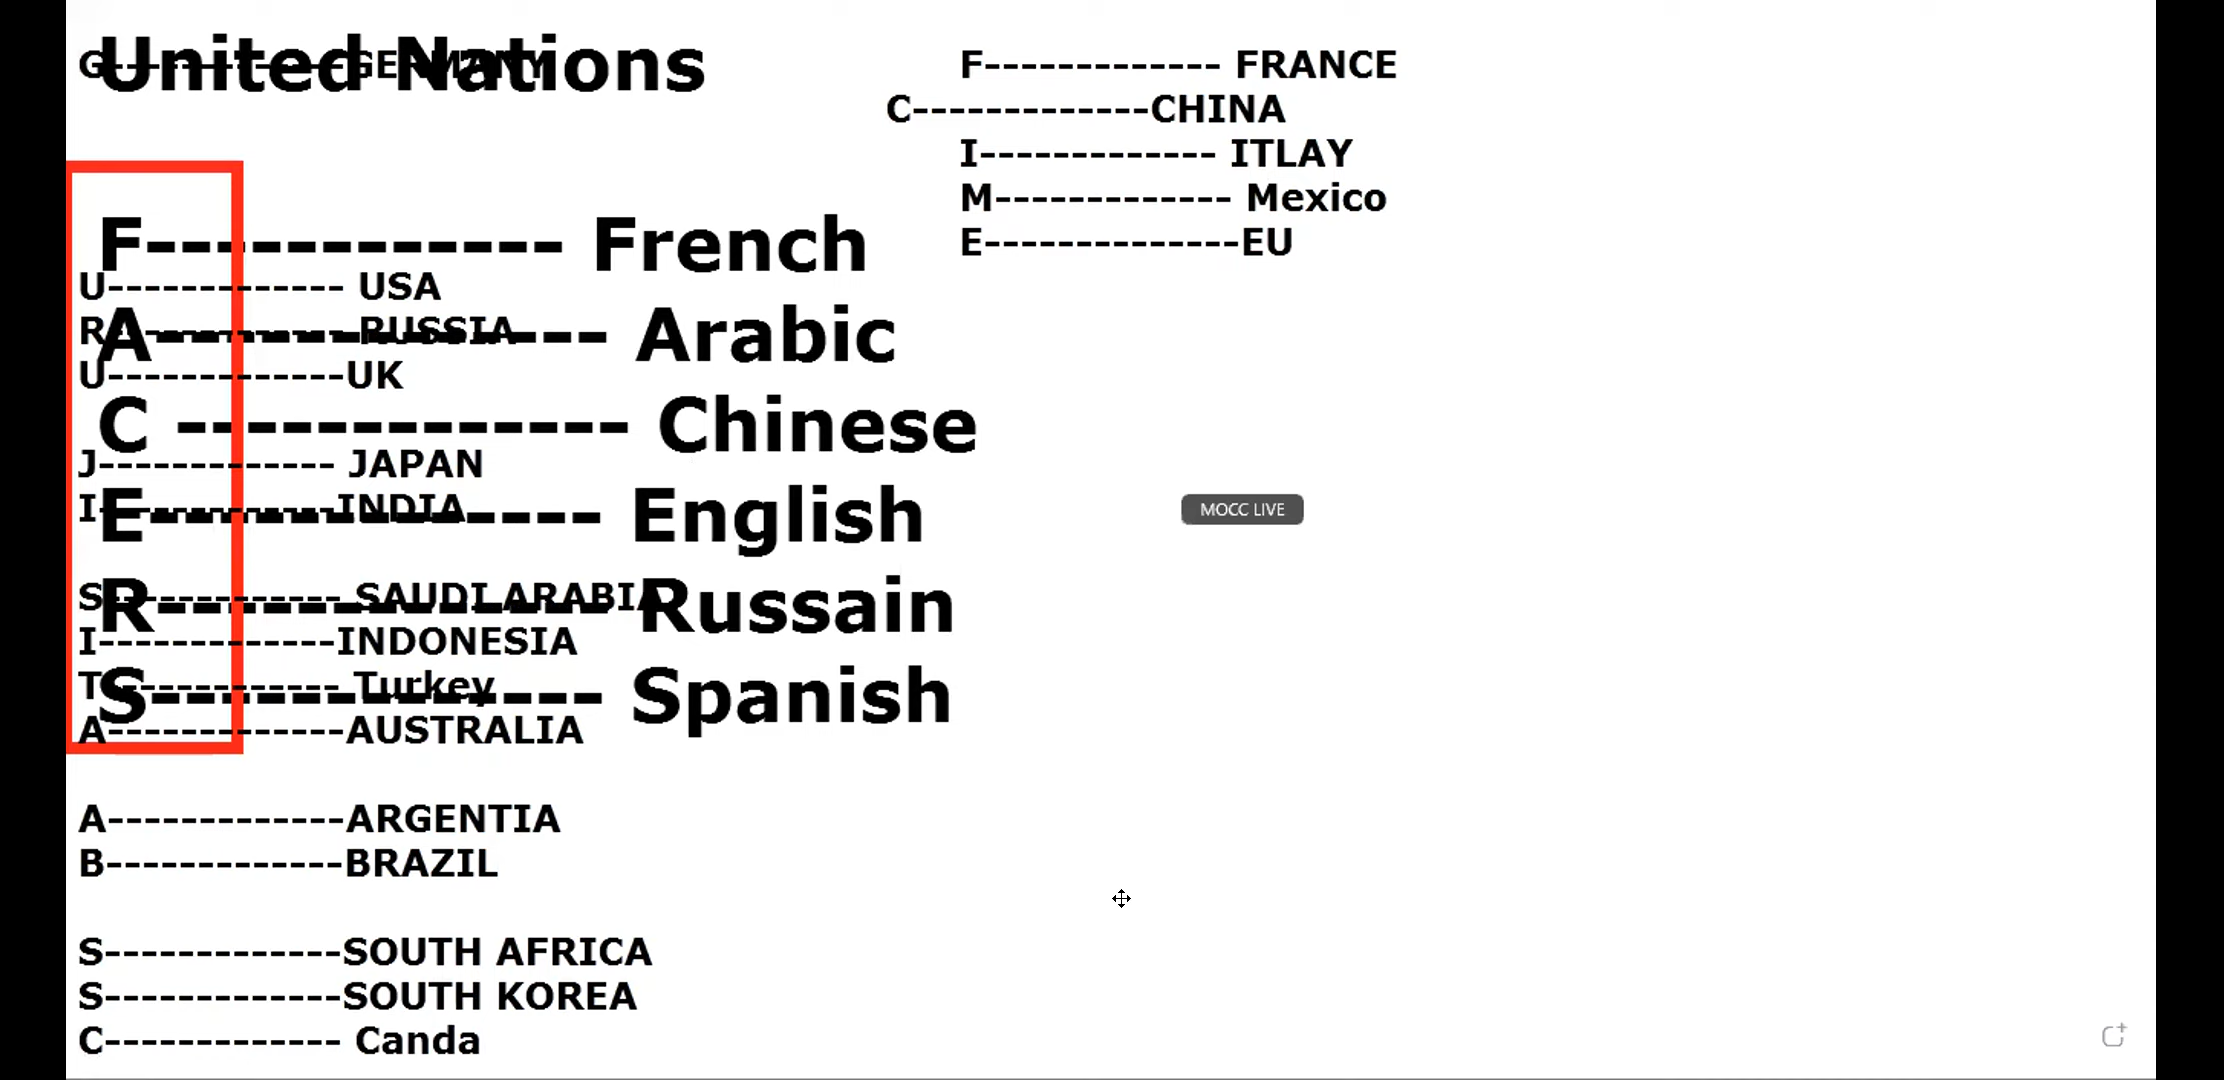 United Nations
G------------- GERMANY
F------------- FRANCE
C-------------CHINA
I------------- ITLAY
M------------- Mexico
E--------------EU
F------------ French
U------------- USA
A------------- Arabic
R------------- RUSSIA
U-------------UK
C ------------- Chinese
J------------- JAPAN
E------------- English
I-------------INDIA
R------------- Russain
S------------- SAUDI ARABIA
I-------------INDONESIA
S------------- Spanish
T------------- Turkey
A-------------AUSTRALIA
A-------------ARGENTIA
B-------------BRAZIL
S-------------SOUTH AFRICA
S-------------SOUTH KOREA
C------------- Canda
MOCC LIVE